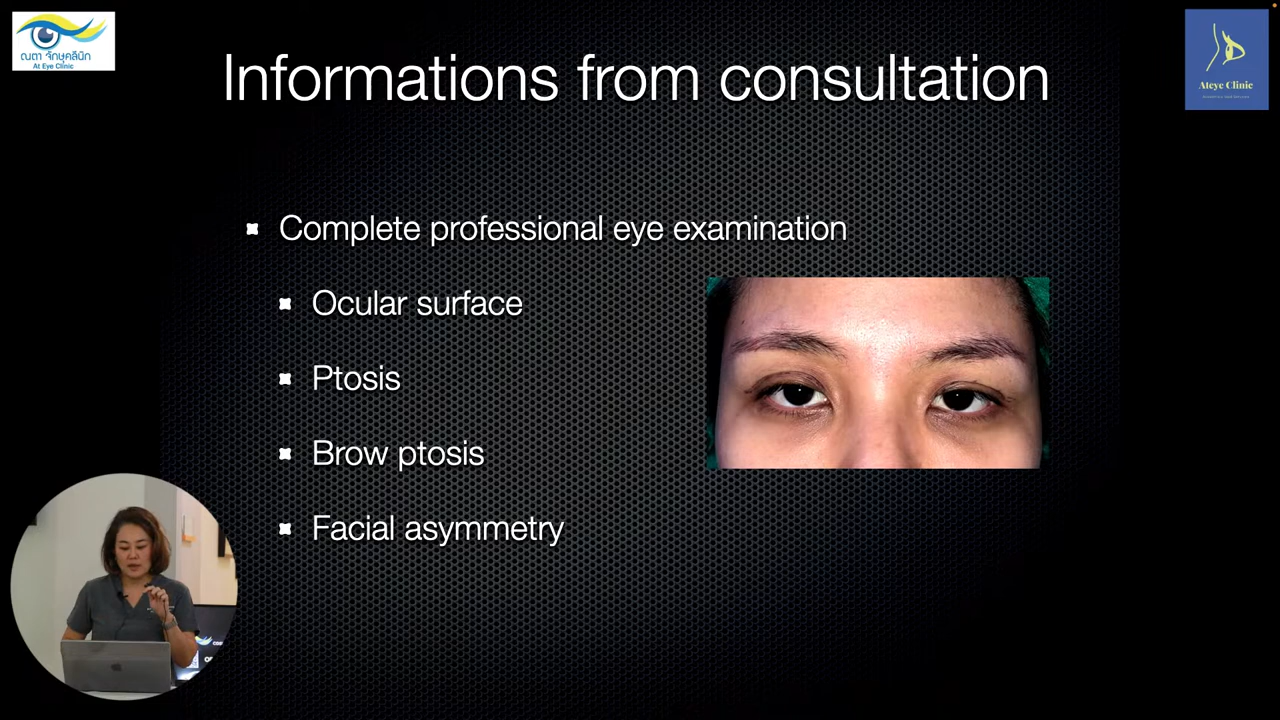 ณตา จักษุคลินิก
At Eye Clinic
Ateye Clinic
Informations from consultation
Complete professional eye examination
Ocular surface
Ptosis
Brow ptosis
Facial asymmetry